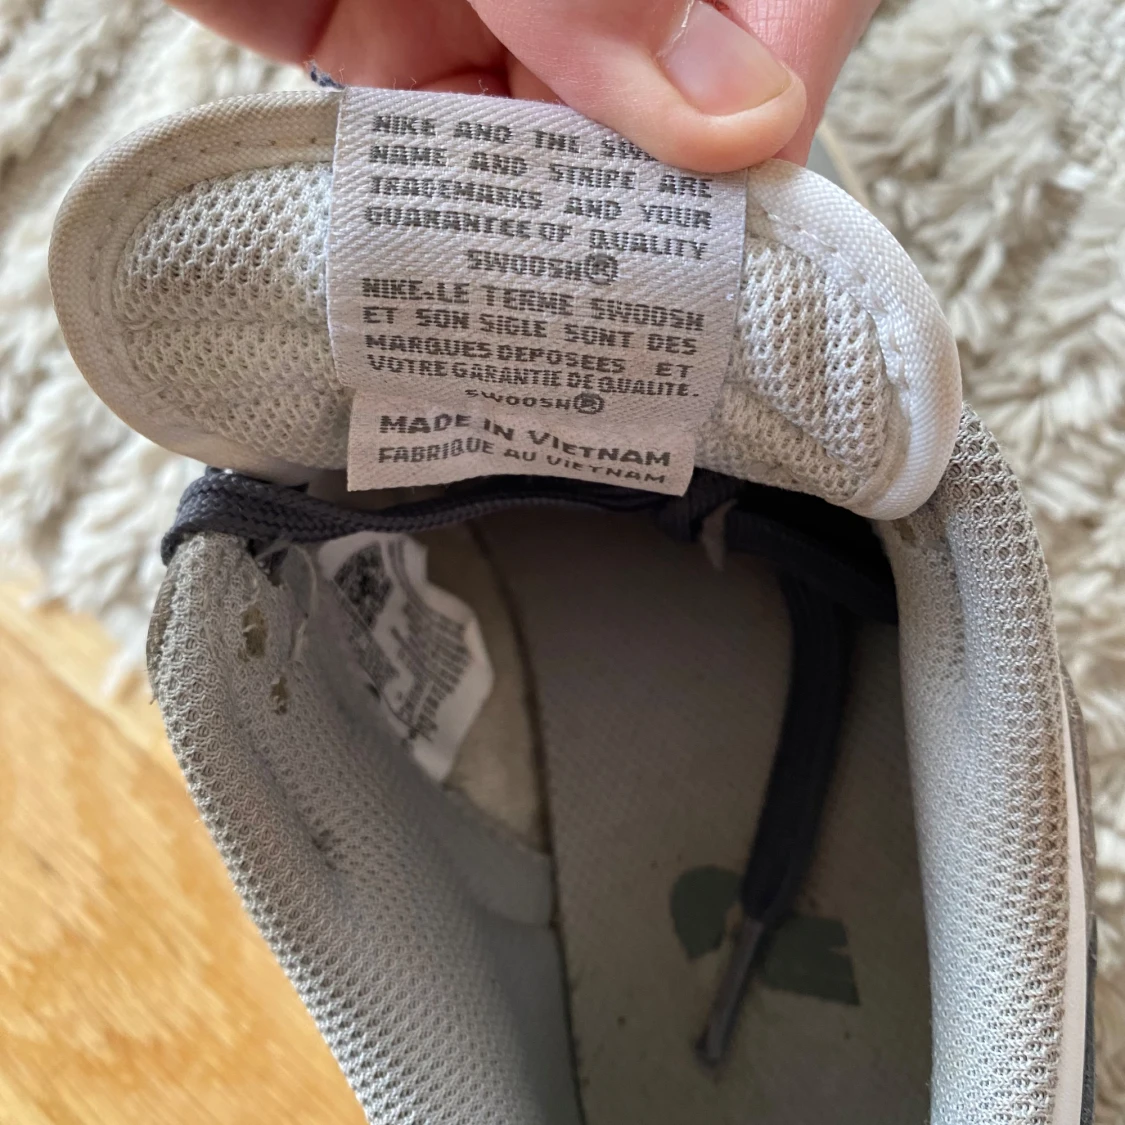 NIKE AND THE
NAME AND STRIPE ARE
TRADEMARKS AND YOUR
GUARANTEE OF QUALITY
SWOOSH®
NIKE-LE TERME SWOOSH
ET SON SIGLE SONT DES
MARQUES DEPOSEES ET
VOTRE GARANTIE DE QUALITE.
SWOOSH®
MADE IN VIETNAM
FABRIQUE AU VIETNAM